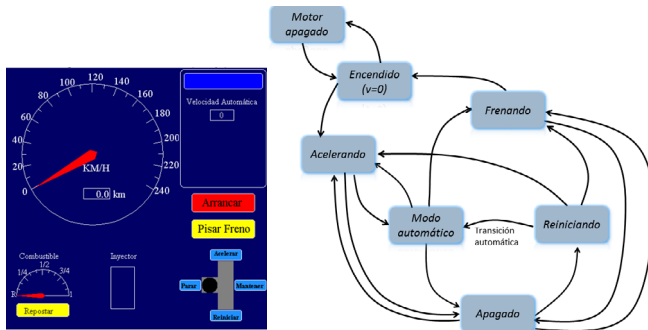 0
20
40
60
80
100
120
140
160
180
200
220
240
KM/H
0.0 km
Velocidad Automática
0
Arrancar
Pisar Freno
Combustible
R
1/4
1/2
3/4
1
Repostar
Inyector
Acelerar
Parar
Mantener
Reiniciar
Motor
apagado
Encendido
(v=0)
Frenando
Acelerando
Modo
automático
Transición
automática
Reiniciando
Apagado